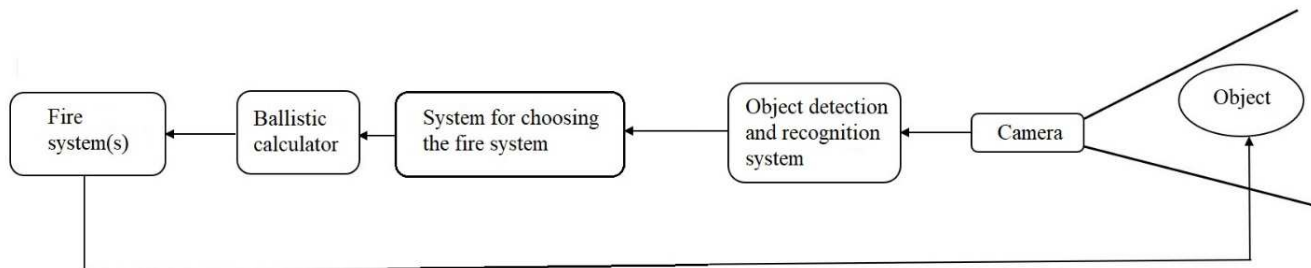 Fire
system(s)
Ballistic
calculator
System for choosing
the fire system
Object detection
and recognition
system
Camera
Object